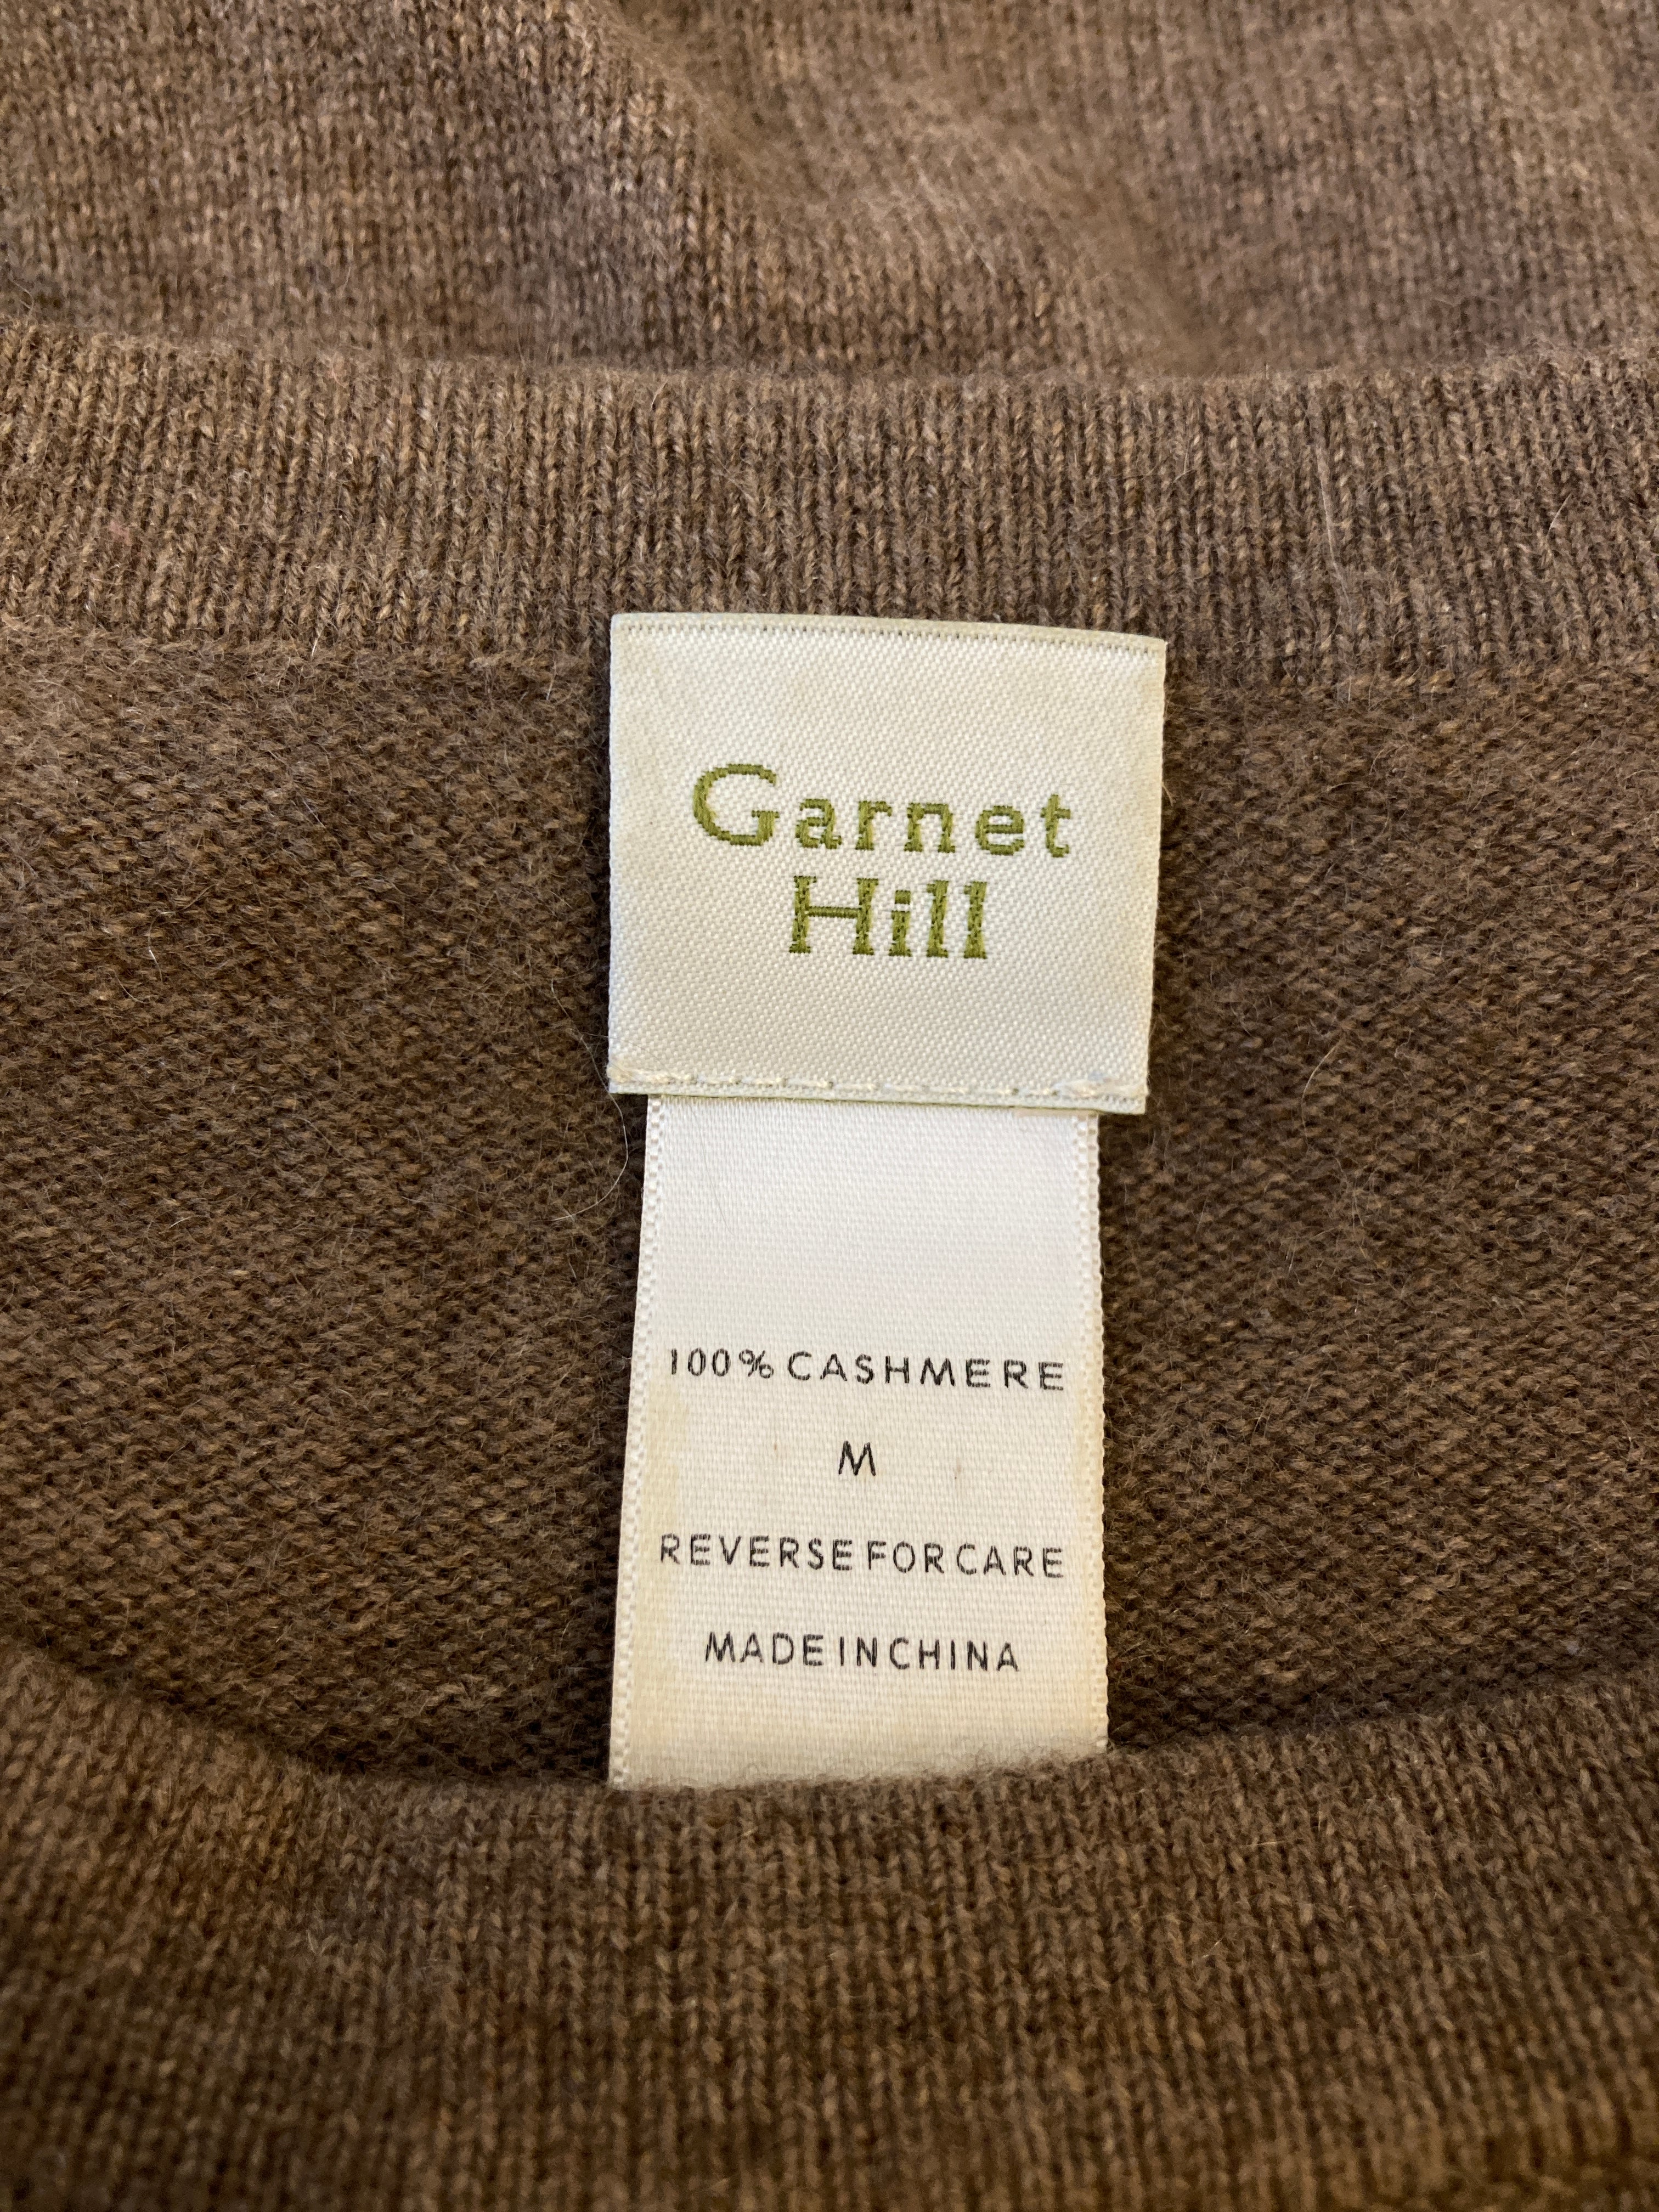 Garnet
Hill
100% CASHMERE
M
REVERSE FOR CARE
MADE IN CHINA